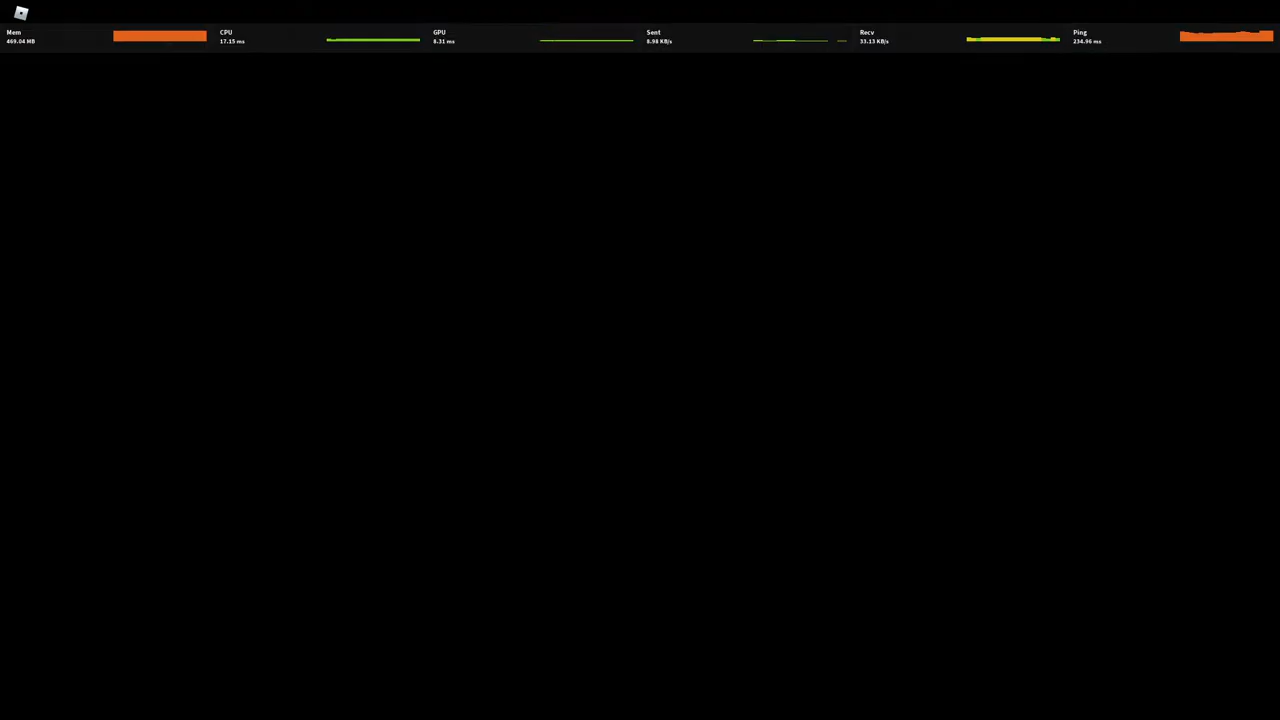 Mem CPU GPU Sent Recv Ping
469.04 MB 17.15 ms 8.31 ms 8.98 KB/s 33.13 KB/s 234.96 ms